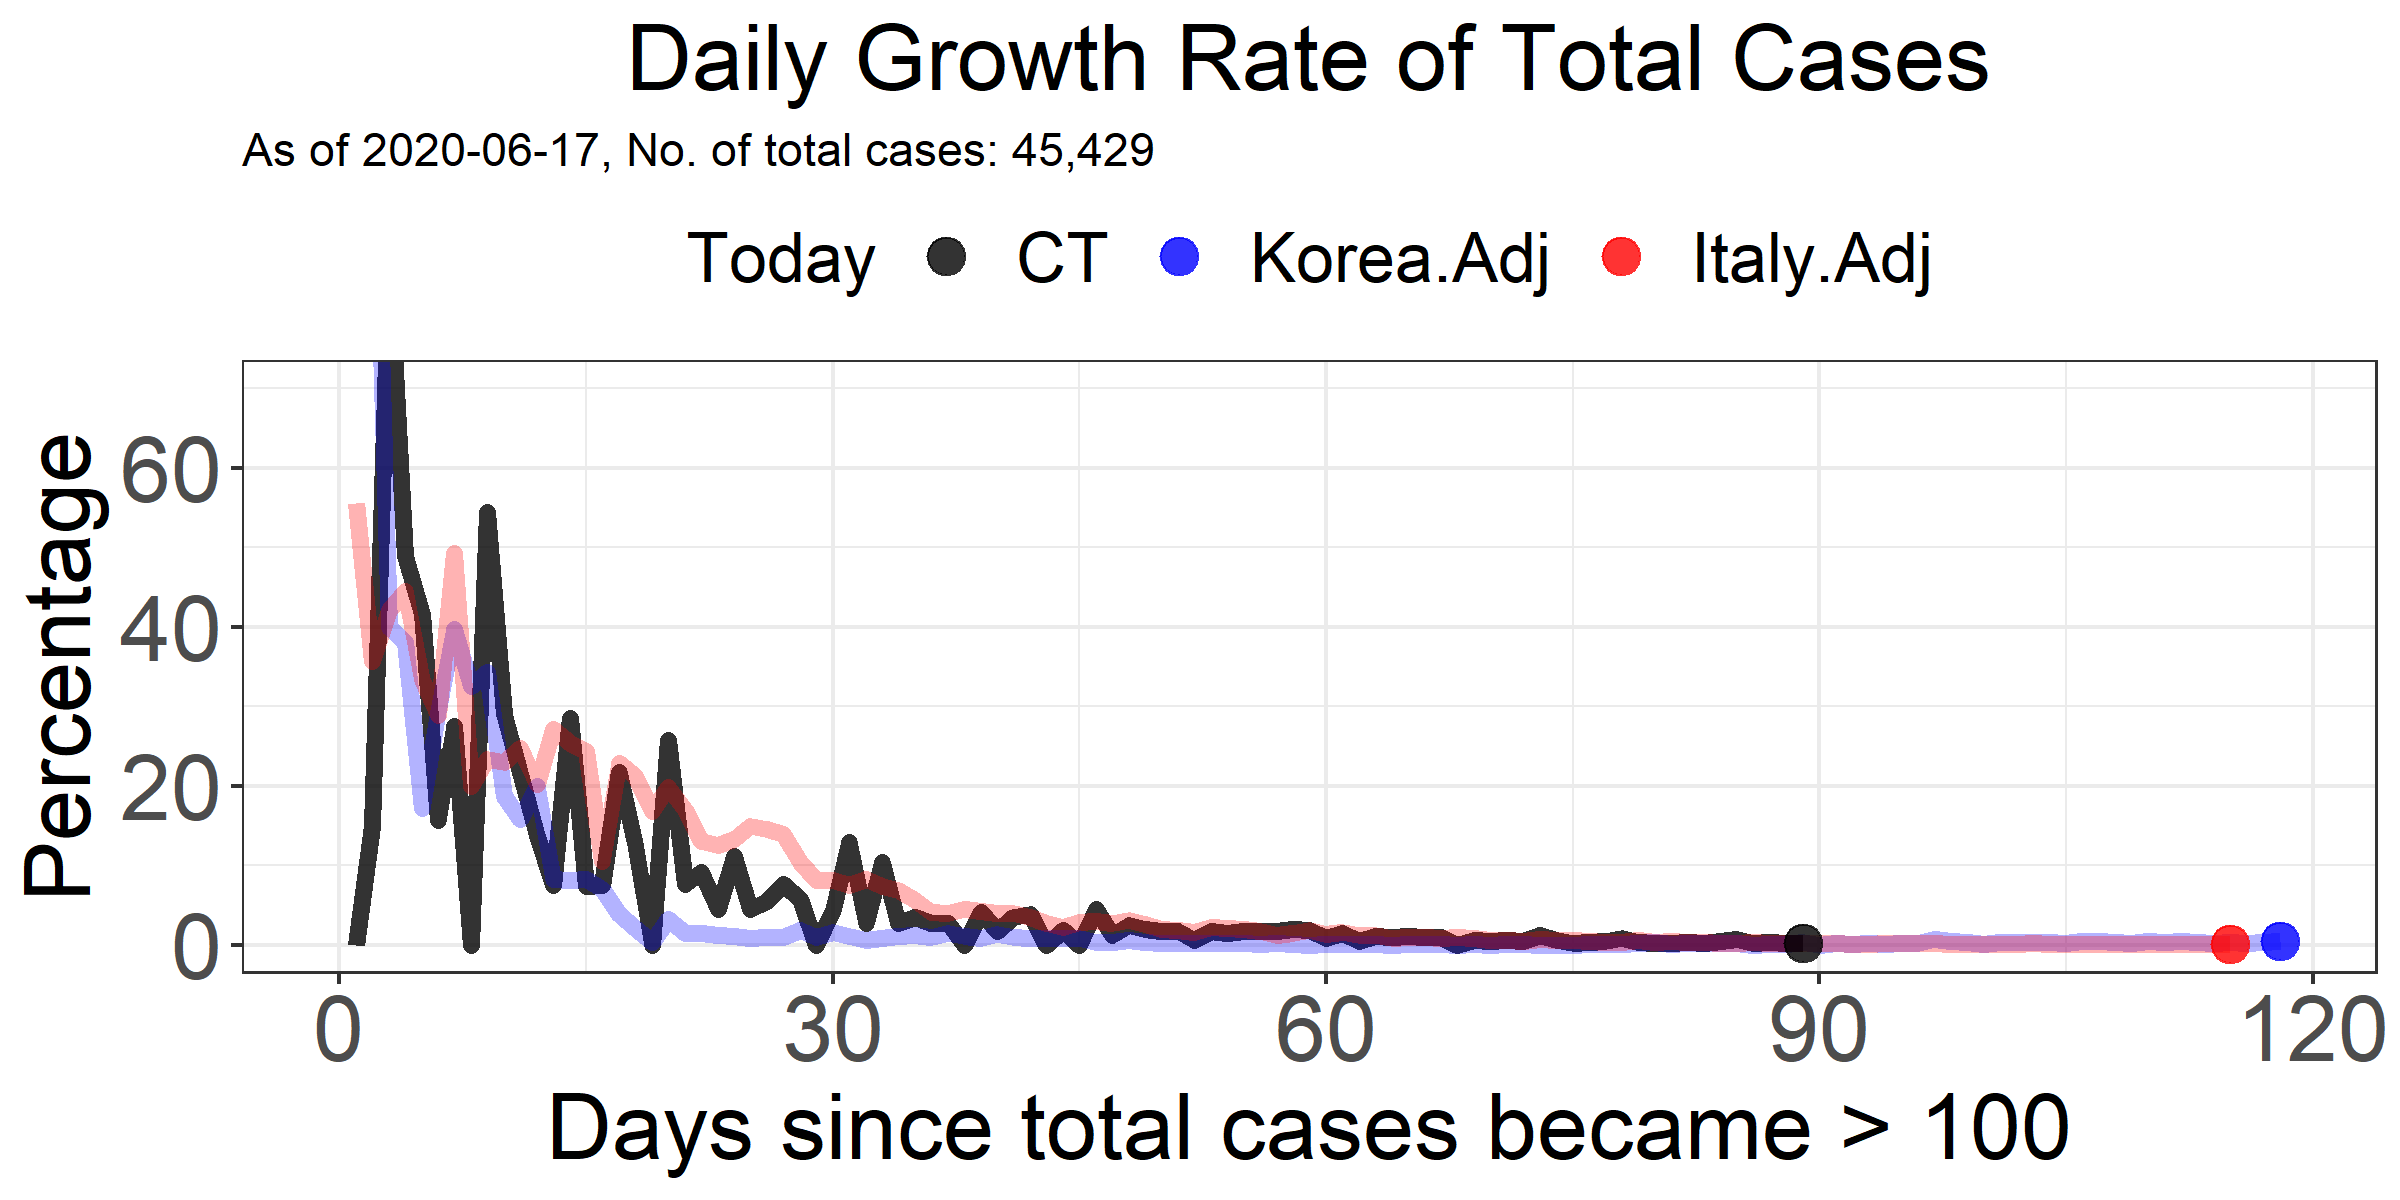 Daily Growth Rate of Total Cases
As of 2020-06-17, No. of total cases: 45,429
Today CT Korea.Adj Italy.Adj
Percentage
60
40
20
0
0 30 60 90 120
Days since total cases became > 100